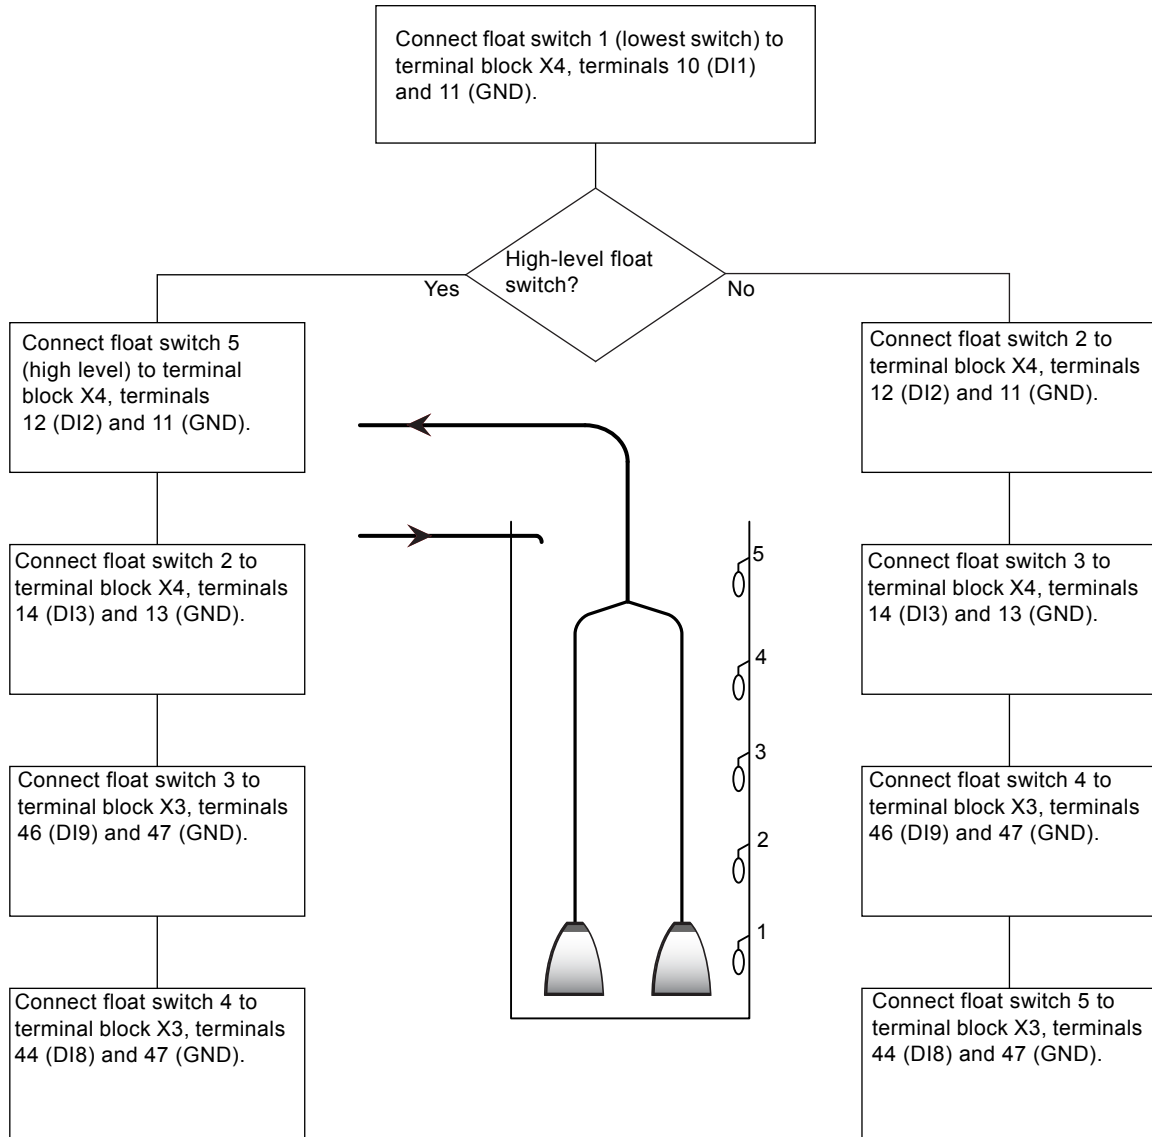 Connect float switch 1 (lowest switch) to
terminal block X4, terminals 10 (DI1)
and 11 (GND).
High-level float
switch?
Yes
No
Connect float switch 5
(high level) to terminal
block X4, terminals
12 (DI2) and 11 (GND).
Connect float switch 2 to
terminal block X4, terminals
14 (DI3) and 13 (GND).
Connect float switch 3 to
terminal block X3, terminals
46 (DI9) and 47 (GND).
Connect float switch 4 to
terminal block X3, terminals
44 (DI8) and 47 (GND).
5
4
3
2
1
Connect float switch 2 to
terminal block X4, terminals
12 (DI2) and 11 (GND).
Connect float switch 3 to
terminal block X4, terminals
14 (DI3) and 13 (GND).
Connect float switch 4 to
terminal block X3, terminals
46 (DI9) and 47 (GND).
Connect float switch 5 to
terminal block X3, terminals
44 (DI8) and 47 (GND).